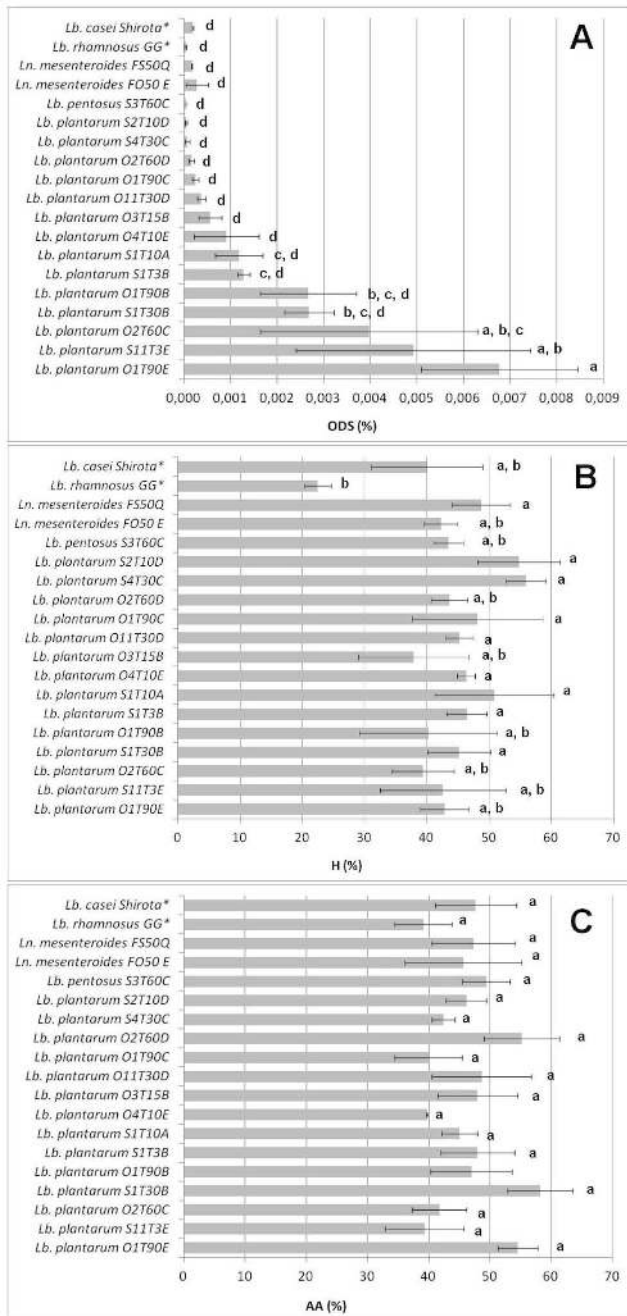 A
Lb. casei Shirota* d
Lb. rhamnosus GG* d
Ln. mesenteroides FS50Q d
Ln. mesenteroides FO50 E d
Lb. pentosus S3T60C d
Lb. plantarum S2T10D d
Lb. plantarum S4T30C d
Lb. plantarum O2T60D d
Lb. plantarum O1T90C d
Lb. plantarum O11T30D d
Lb. plantarum O3T15B d
Lb. plantarum O4T10E d
Lb. plantarum S1T10A c, d
Lb. plantarum S1T3B c, d
Lb. plantarum O1T90B b, c, d
Lb. plantarum S1T30B b, c, d
Lb. plantarum O2T60C a, b, c
Lb. plantarum S11T3E a, b
Lb. plantarum O1T90E a
0,000 0,001 0,002 0,003 0,004 0,005 0,006 0,007 0,008 0,009
ODS (%)
B
Lb. casei Shirota* a, b
Lb. rhamnosus GG* b
Ln. mesenteroides FS50Q a
Ln. mesenteroides FO50 E a, b
Lb. pentosus S3T60C a, b
Lb. plantarum S2T10D a
Lb. plantarum S4T30C a
Lb. plantarum O2T60D a, b
Lb. plantarum O1T90C a
Lb. plantarum O11T30D a
Lb. plantarum O3T15B a, b
Lb. plantarum O4T10E a
Lb. plantarum S1T10A a
Lb. plantarum S1T3B a
Lb. plantarum O1T90B a, b
Lb. plantarum S1T30B a
Lb. plantarum O2T60C a, b
Lb. plantarum S11T3E a, b
Lb. plantarum O1T90E a, b
0 10 20 30 40 50 60 70
H (%)
C
Lb. casei Shirota* a
Lb. rhamnosus GG* a
Ln. mesenteroides FS50Q a
Ln. mesenteroides FO50 E a
Lb. pentosus S3T60C a
Lb. plantarum S2T10D a
Lb. plantarum S4T30C a
Lb. plantarum O2T60D a
Lb. plantarum O1T90C a
Lb. plantarum O11T30D a
Lb. plantarum O3T15B a
Lb. plantarum O4T10E a
Lb. plantarum S1T10A a
Lb. plantarum S1T3B a
Lb. plantarum O1T90B
Lb. plantarum S1T30B a
Lb. plantarum O2T60C a
Lb. plantarum S11T3E a
Lb. plantarum O1T90E a
0 10 20 30 40 50 60 70
AA (%)